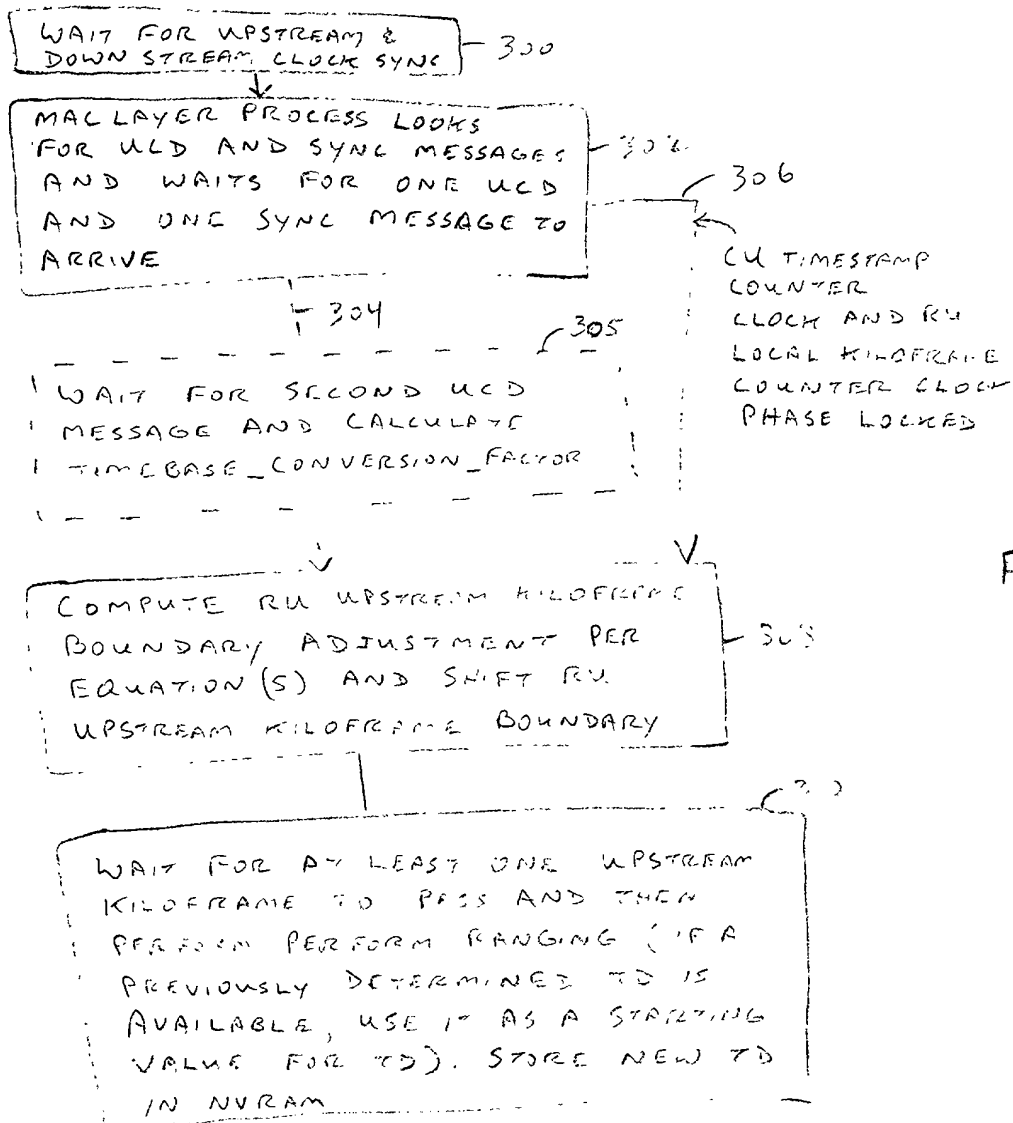 WAIT FOR UPSTREAM &
DOWN STREAM CLOCK SYNC
300
MAC LAYER PROCESS LOOKS
FOR UCD AND SYNC MESSAGES
AND WAITS FOR ONE UCD
AND ONE SYNC MESSAGE TO
ARRIVE
302
306
CU TIMESTAMP
COUNTER
CLOCK AND RU
LOCAL KILOFRAME
COUNTER CLOCK
PHASE LOCKED
304
305
WAIT FOR SECOND UCD
MESSAGE AND CALCULATE
TIMEBASE_CONVERSION_FACTOR
F
COMPUTE RU UPSTREAM KILOFRAME
BOUNDARY ADJUSTMENT PER
EQUATION (5) AND SHIFT RU
UPSTREAM KILOFRAME BOUNDARY
308
WAIT FOR AT LEAST ONE UPSTREAM
KILOFRAME TO PASS AND THEN
PERFORM PERFORM RANGING (IF A
PREVIOUSLY DETERMINED TD IS
AVAILABLE, USE IT AS A STARTING
VALUE FOR TD). STORE NEW TD
IN NVRAM